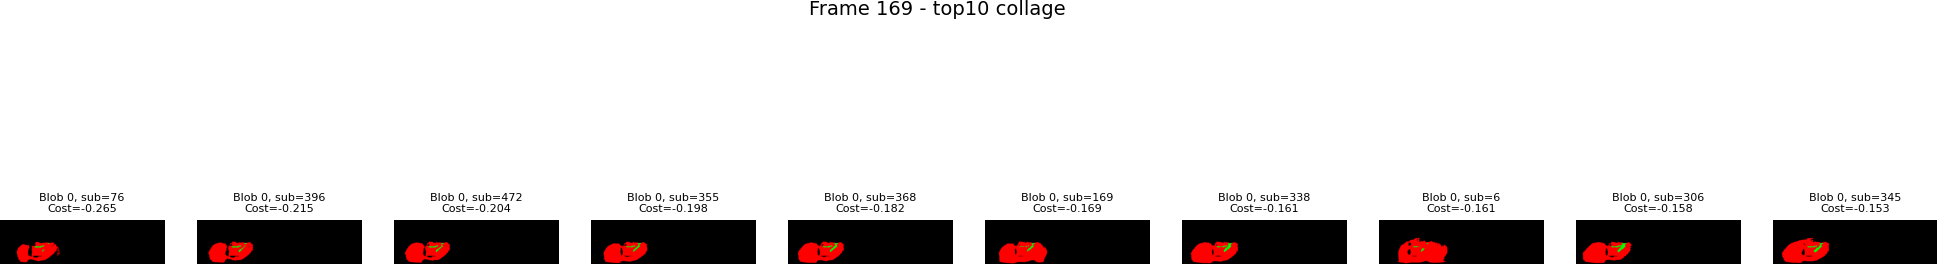 Frame 169 - top10 collage
Blob 0, sub=76
Cost=-0.265
Blob 0, sub=396
Cost=-0.215
Blob 0, sub=472
Cost=-0.204
Blob 0, sub=355
Cost=-0.198
Blob 0, sub=368
Cost=-0.182
Blob 0, sub=169
Cost=-0.169
Blob 0, sub=338
Cost=-0.161
Blob 0, sub=6
Cost=-0.161
Blob 0, sub=306
Cost=-0.158
Blob 0, sub=345
Cost=-0.153